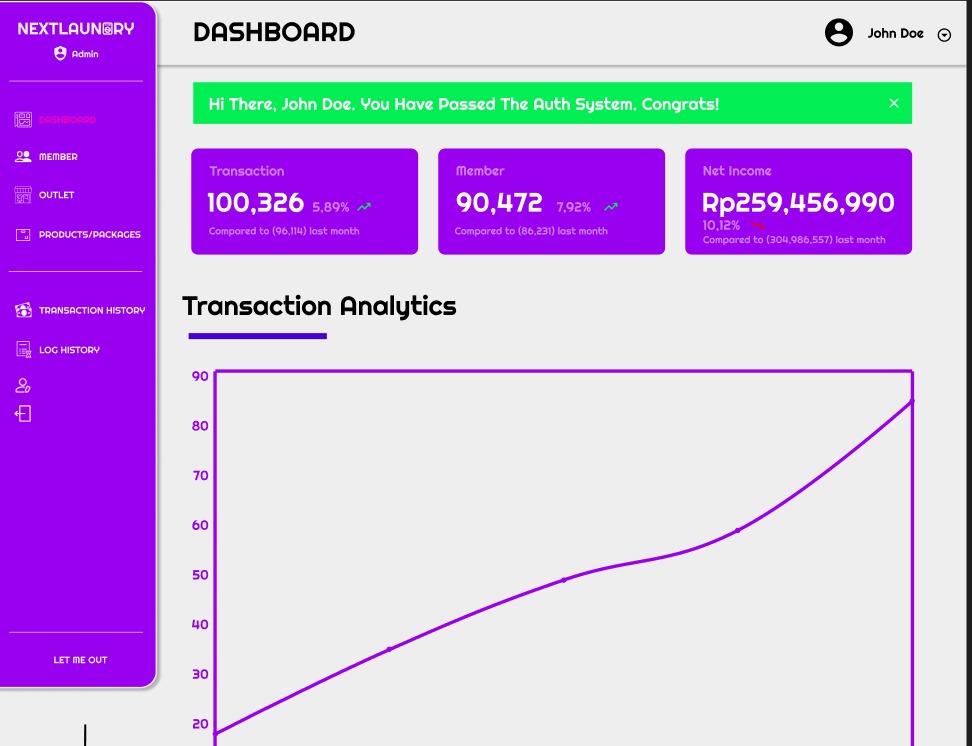 NEXTLAUNDRY
Admin
DASHBOARD
MEMBER
OUTLET
PRODUCTS/PACKAGES
TRANSACTION HISTORY
LOG HISTORY
LET ME OUT
DASHBOARD
John Doe
Hi There, John Doe. You Have Passed The Auth System. Congrats!
Transaction
100,326 5,89%
Compared to (96,114) last month
Member
90,472 7,92%
Compared to (86,231) last month
Net Income
Rp259,456,990
10,12%
Compared to (304,986,557) last month
Transaction Analytics
90
80
70
60
50
40
30
20